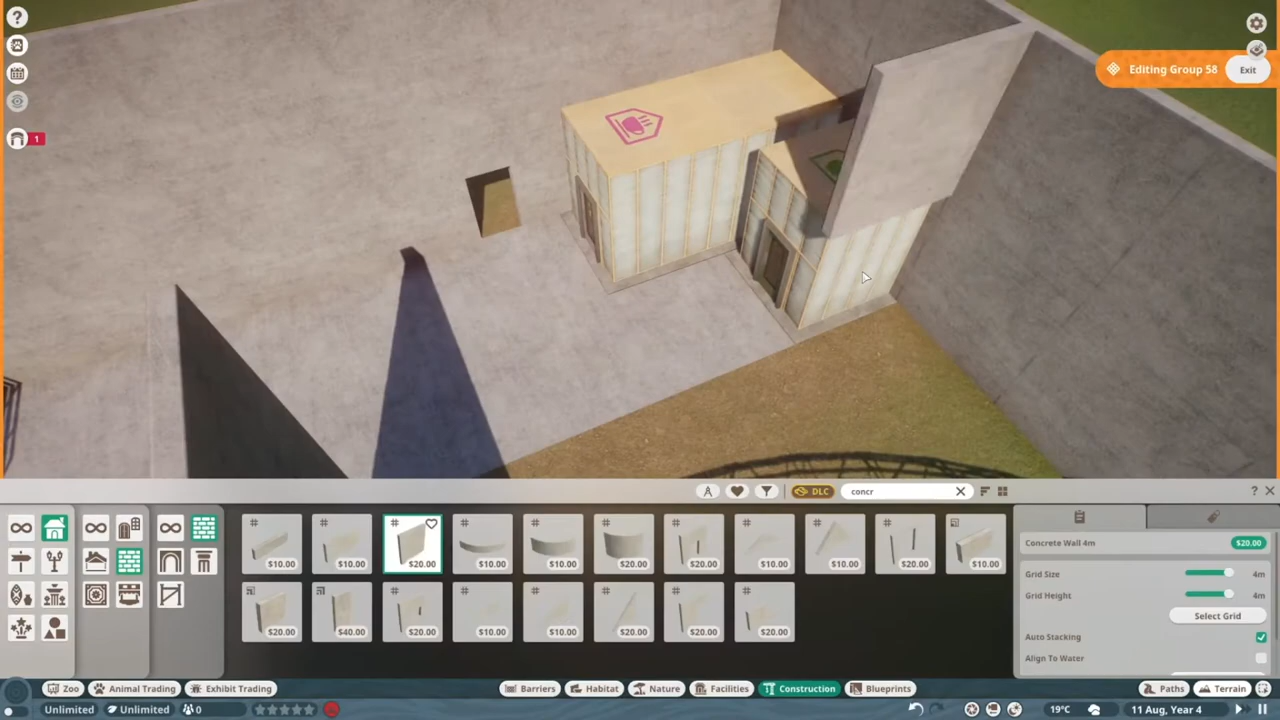 ?
Editing Group 58
Exit
1
DLC
concr
? ×
$10.00 $10.00 $20.00 $10.00 $10.00 $20.00 $20.00 $10.00 $10.00 $20.00 $10.00
Concrete Wall 4m $20.00
Grid Size 4m
Grid Height 4m
Select Grid
$20.00 $40.00 $20.00 $10.00 $10.00 $20.00 $20.00 $20.00
Auto Stacking
Align To Water
Zoo Animal Trading Exhibit Trading Barriers Habitat Nature Facilities Construction Blueprints Paths Terrain
Unlimited Unlimited 0 19°C 11 Aug, Year 4